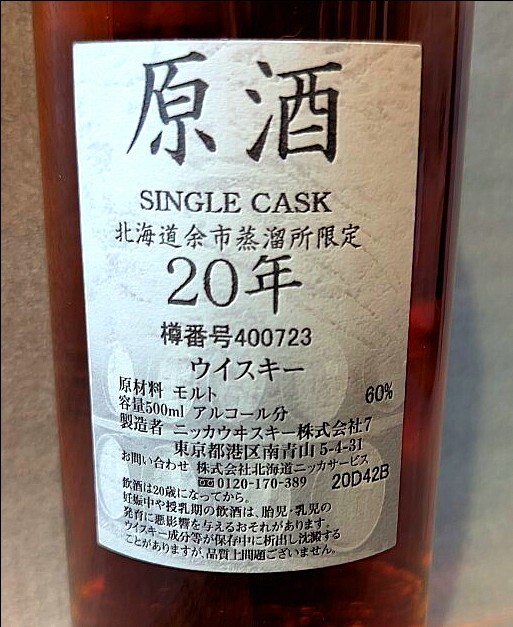 原酒
SINGLE CASK
北海道余市蒸溜所限定
20年
樽番号400723
ウイスキー
原材料 モルト
容量500ml アルコール分 60%
製造者 ニッカウヰスキー株式会社7
東京都港区南青山5-4-31
お問い合わせ 株式会社北海道ニッカサービス
0120-170-389 20D42B
飲酒は20歳になってから。
妊娠中や授乳期の飲酒は、胎児・乳児の
発育に悪影響を与えるおそれがあります。
ウイスキー成分等が保存中に析出し沈澱する
ことがありますが、品質上問題ございません。